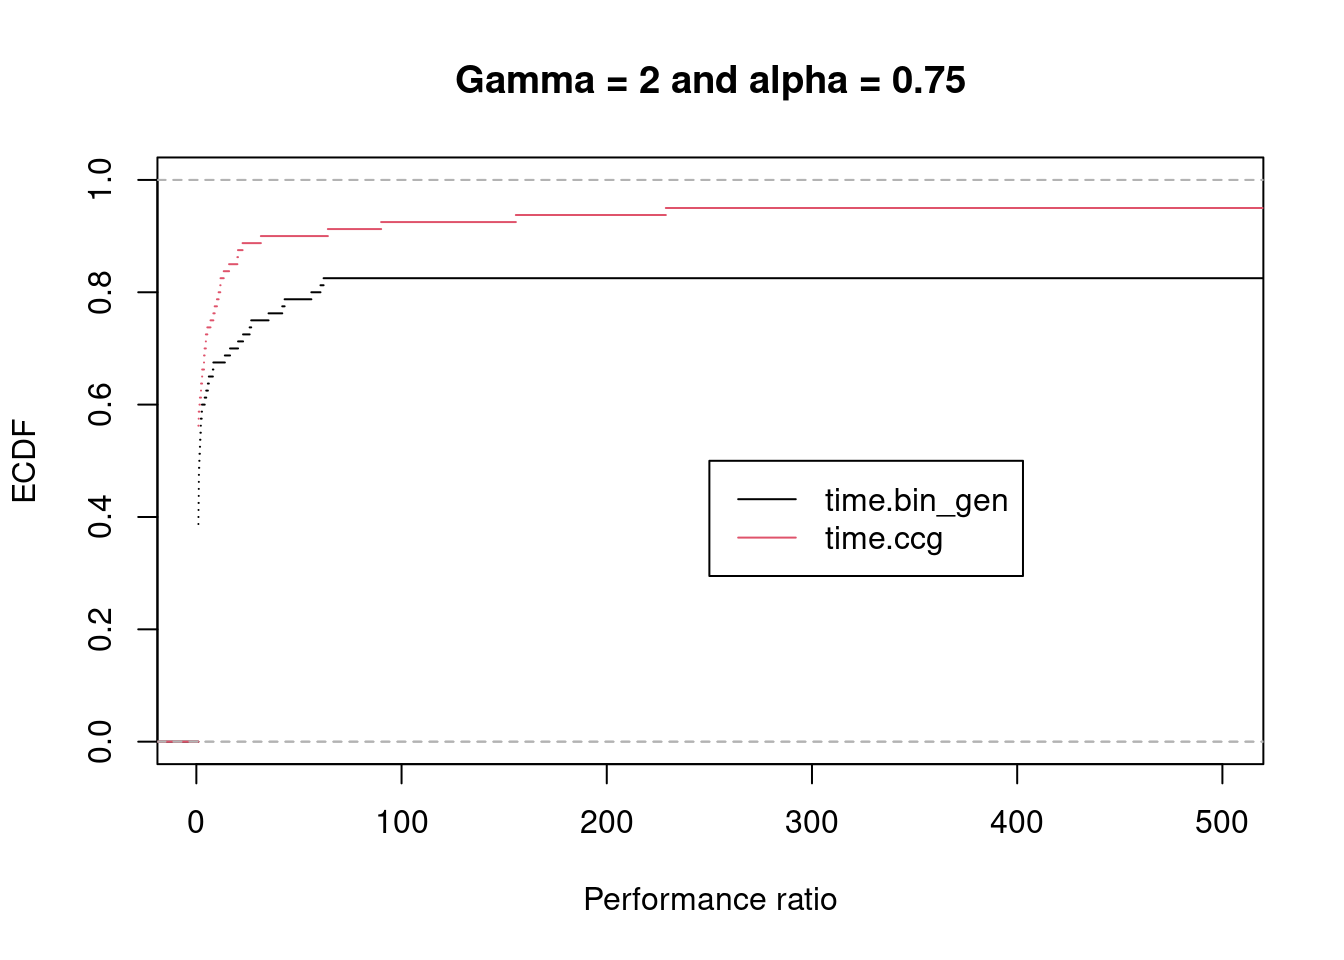 Gamma = 2 and alpha = 0.75
1.0
0.8
0.6
0.4
0.2
0.0
ECDF
time.bin_gen
time.ccg
0 100 200 300 400 500
Performance ratio